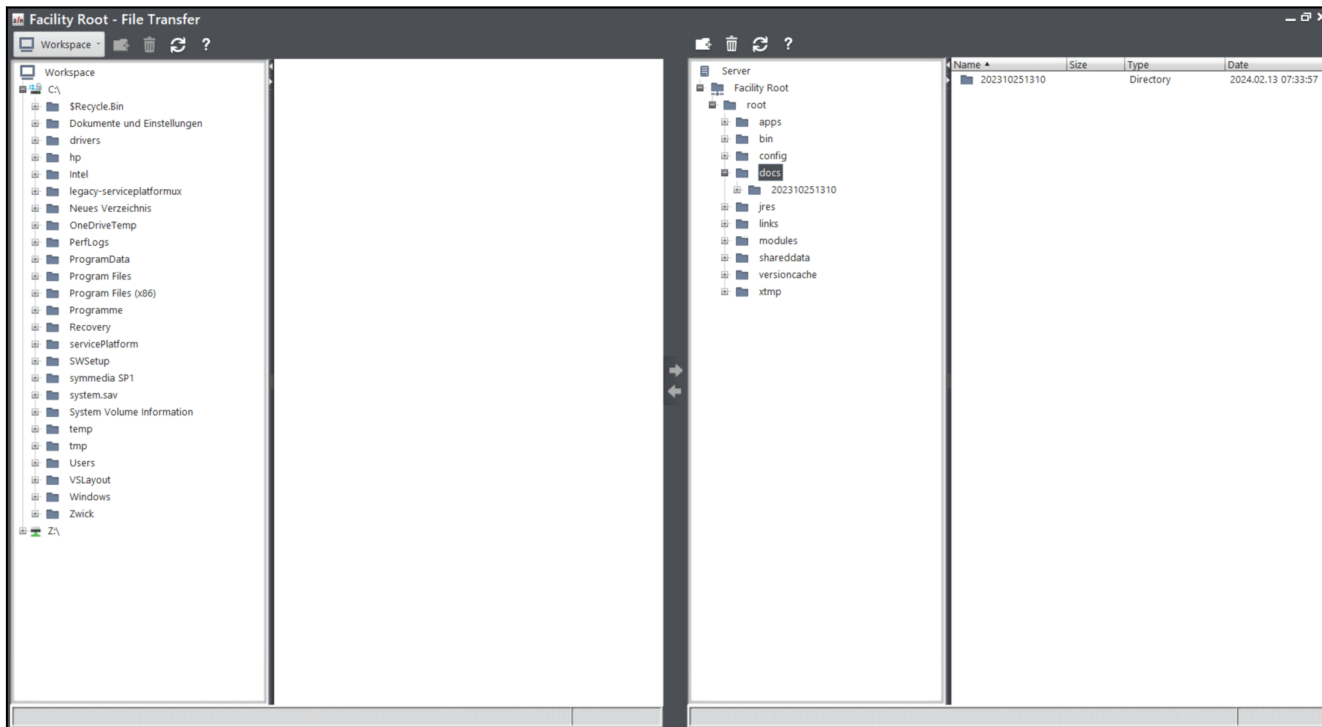 Facility Root - File Transfer
Workspace
?
?
Workspace
C:\
$Recycle.Bin
Dokumente und Einstellungen
drivers
hp
Intel
legacy-serviceplatformux
Neues Verzeichnis
OneDriveTemp
PerfLogs
ProgramData
Program Files
Program Files (x86)
Programme
Recovery
servicePlatform
SWSetup
symmedia SP1
system.sav
System Volume Information
temp
tmp
Users
VSLayout
Windows
Zwick
Z:\
Server
Facility Root
root
apps
bin
config
docs
202310251310
jres
links
modules
shareddata
versioncache
xtmp
Name Size Type Date
202310251310 Directory 2024.02.13 07:33:57